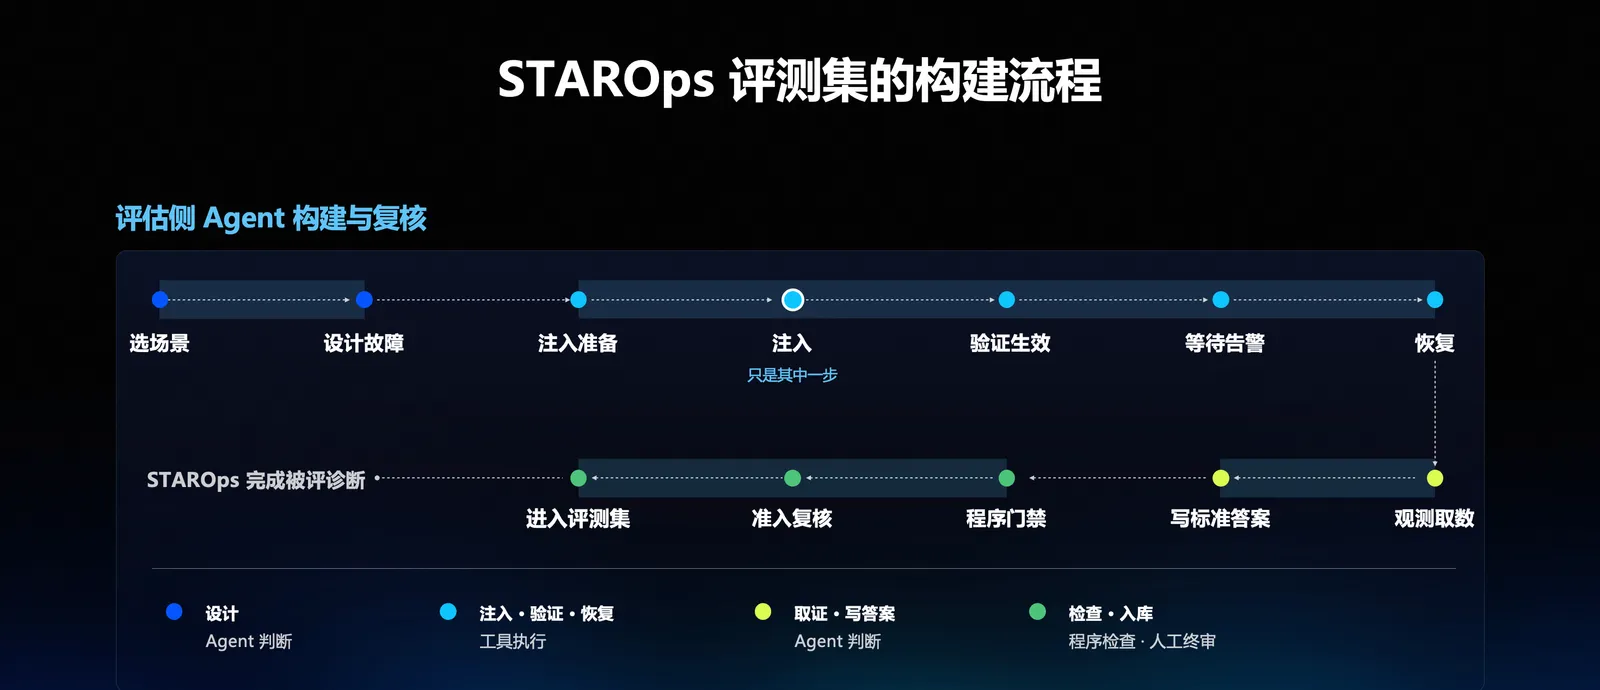 STAROps 评测集的构建流程
评估侧 Agent 构建与复核
选场景
设计故障
注入准备
注入
验证生效
等待告警
恢复
只是其中一步
STAROps 完成被评诊断
进入评测集
准入复核
程序门禁
写标准答案
观测取数
设计
注入·验证·恢复
取证·写答案
检查·入库
Agent 判断
工具执行
Agent 判断
程序检查·人工终审